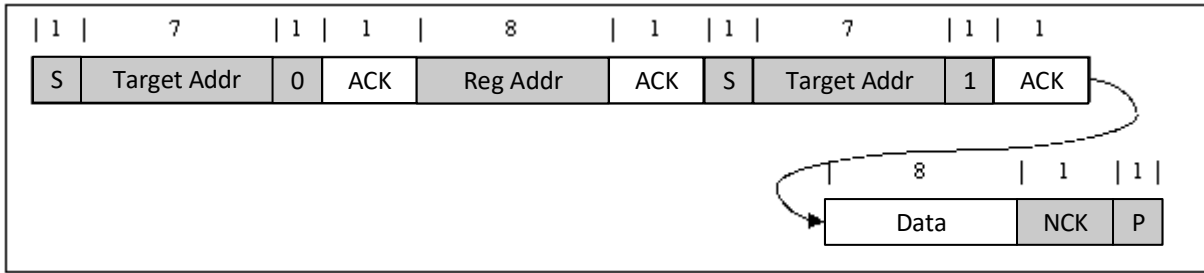 | 1 | 7 | 1 | 1 | 8 | 1 | 1 | 7 | 1 | 1
S Target Addr 0 ACK Reg Addr ACK S Target Addr 1 ACK
| 8 | 1 | 1 |
Data NCK P